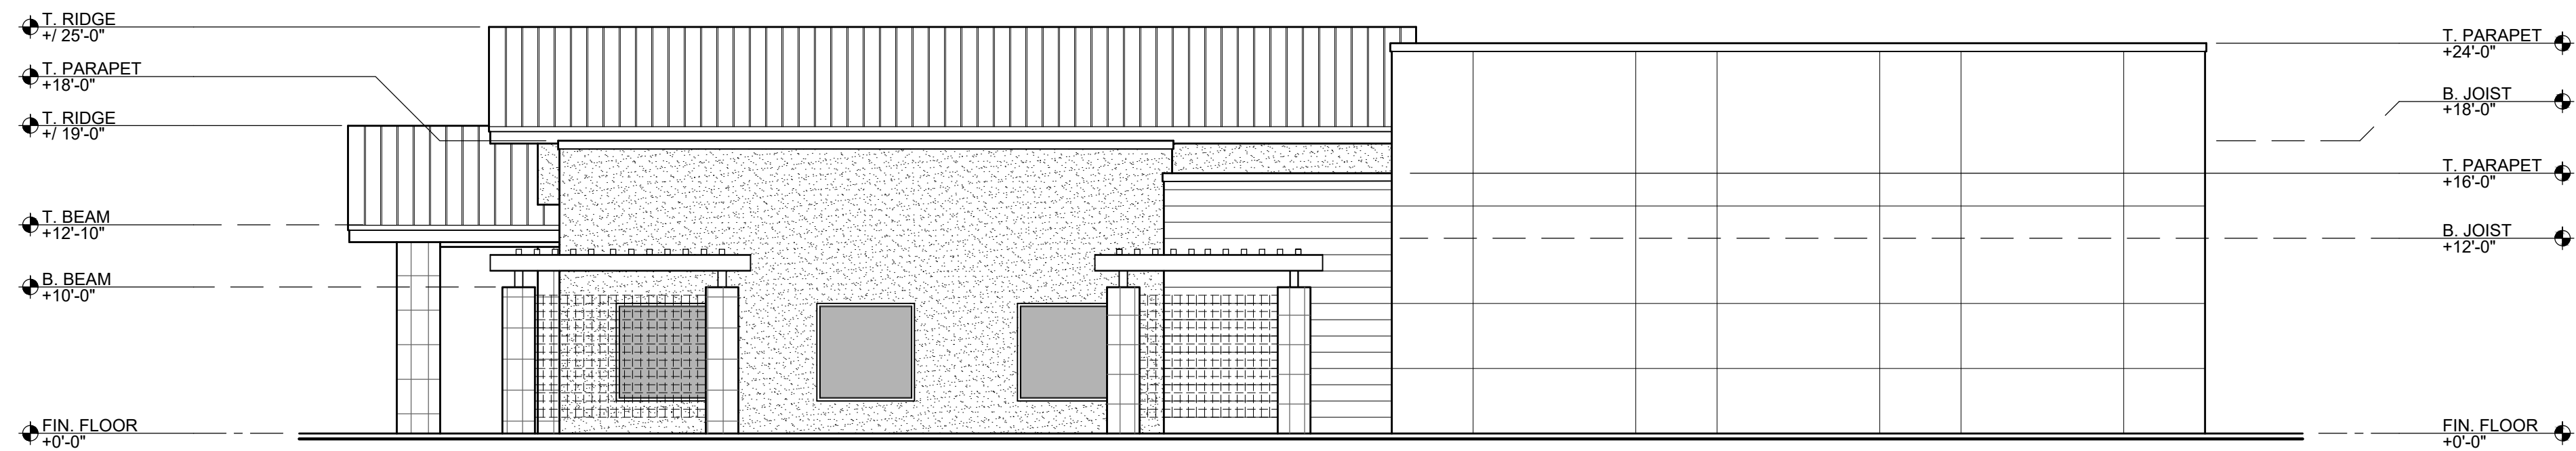 T. RIDGE
+/ 25'-0"
T. PARAPET
+18'-0"
T. RIDGE
+/ 19'-0"
T. BEAM
+12'-10"
B. BEAM
+10'-0"
FIN. FLOOR
+0'-0"
T. PARAPET
+24'-0"
B. JOIST
+18'-0"
T. PARAPET
+16'-0"
B. JOIST
+12'-0"
FIN. FLOOR
+0'-0"